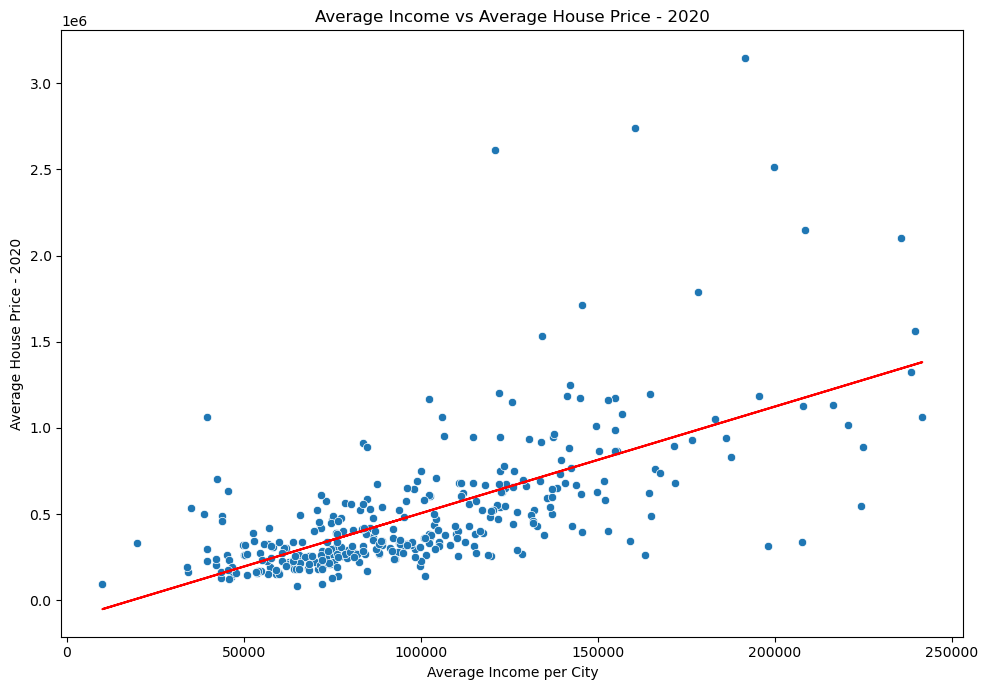 Average Income vs Average House Price - 2020
1e6
3.0
2.5
2.0
1.5
1.0
0.5
0.0
Average House Price - 2020
0 50000 100000 150000 200000 250000
Average Income per City